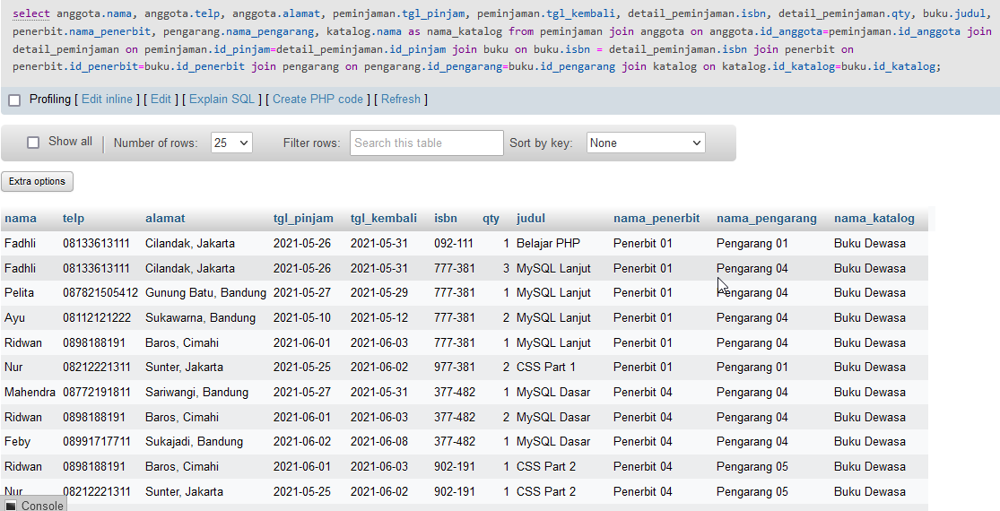 select anggota.nama, anggota.telp, anggota.alamat, peminjaman.tgl_pinjam, peminjaman.tgl_kembali, detail_peminjaman.isbn, detail_peminjaman.qty, buku.judul,
penerbit.nama_penerbit, pengarang.nama_pengarang, katalog.nama as nama_katalog from peminjaman join anggota on anggota.id_anggota=peminjaman.id_anggota join
detail_peminjaman on peminjaman.id_pinjam=detail_peminjaman.id_pinjam join buku on buku.isbn = detail_peminjaman.isbn join penerbit on
penerbit.id_penerbit=buku.id_penerbit join pengarang on pengarang.id_pengarang=buku.id_pengarang join katalog on katalog.id_katalog=buku.id_katalog;
Profiling [ Edit inline ] [ Edit ] [ Explain SQL ] [ Create PHP code ] [ Refresh ]
Show all Number of rows: 25 Filter rows: Search this table Sort by key: None
Extra options
nama telp alamat tgl_pinjam tgl_kembali isbn qty judul nama_penerbit nama_pengarang nama_katalog
Fadhli 08133613111 Cilandak, Jakarta 2021-05-26 2021-05-31 092-111 1 Belajar PHP Penerbit 01 Pengarang 01 Buku Dewasa
Fadhli 08133613111 Cilandak, Jakarta 2021-05-26 2021-05-31 777-381 3 MySQL Lanjut Penerbit 01 Pengarang 04 Buku Dewasa
Pelita 087821505412 Gunung Batu, Bandung 2021-05-27 2021-05-29 777-381 1 MySQL Lanjut Penerbit 01 Pengarang 04 Buku Dewasa
Ayu 08112121222 Sukawarna, Bandung 2021-05-10 2021-05-12 777-381 2 MySQL Lanjut Penerbit 01 Pengarang 04 Buku Dewasa
Ridwan 0898188191 Baros, Cimahi 2021-06-01 2021-06-03 777-381 1 MySQL Lanjut Penerbit 01 Pengarang 04 Buku Dewasa
Nur 08212221311 Sunter, Jakarta 2021-05-25 2021-06-02 977-381 2 CSS Part 1 Penerbit 01 Pengarang 01 Buku Dewasa
Mahendra 08772191811 Sariwangi, Bandung 2021-05-27 2021-05-31 377-482 1 MySQL Dasar Penerbit 04 Pengarang 04 Buku Dewasa
Ridwan 0898188191 Baros, Cimahi 2021-06-01 2021-06-03 377-482 2 MySQL Dasar Penerbit 04 Pengarang 04 Buku Dewasa
Feby 08991717711 Sukajadi, Bandung 2021-06-02 2021-06-08 377-482 1 MySQL Dasar Penerbit 04 Pengarang 04 Buku Dewasa
Ridwan 0898188191 Baros, Cimahi 2021-06-01 2021-06-03 902-191 1 CSS Part 2 Penerbit 04 Pengarang 05 Buku Dewasa
Nur 08212221311 Sunter, Jakarta 2021-05-25 2021-06-02 902-191 1 CSS Part 2 Penerbit 04 Pengarang 05 Buku Dewasa
Console